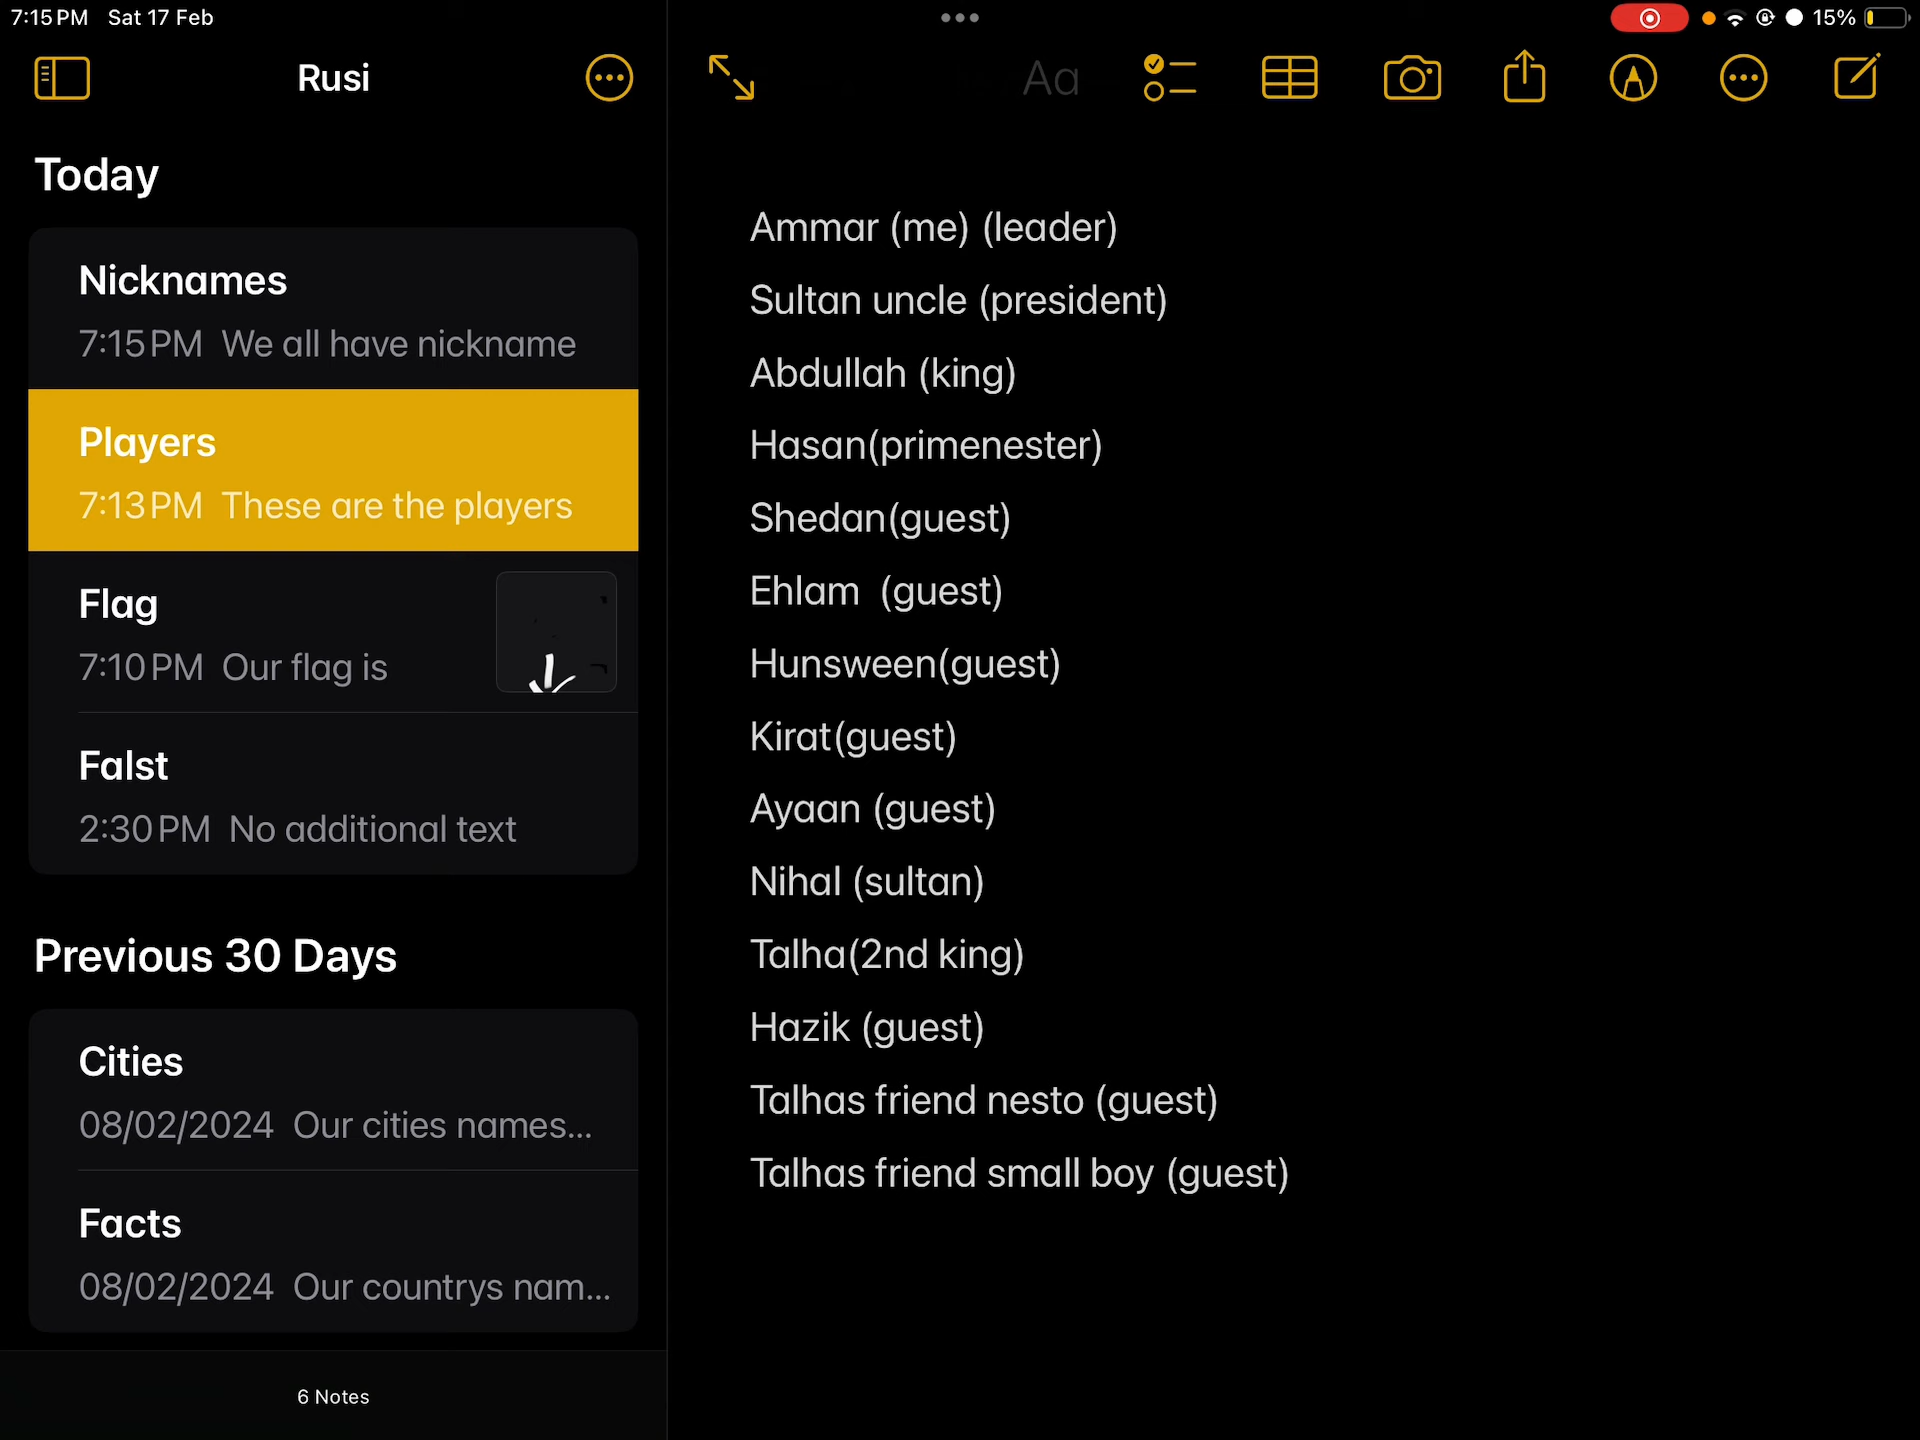 7:15 PM Sat 17 Feb
15%
Rusi
Aa
Today
Nicknames
7:15 PM We all have nickname
Players
7:13 PM These are the players
Flag
7:10 PM Our flag is
Falst
2:30 PM No additional text
Previous 30 Days
Cities
08/02/2024 Our cities names...
Facts
08/02/2024 Our countrys nam...
6 Notes
Ammar (me) (leader)
Sultan uncle (president)
Abdullah (king)
Hasan(primenester)
Shedan(guest)
Ehlam  (guest)
Hunsween(guest)
Kirat(guest)
Ayaan (guest)
Nihal (sultan)
Talha(2nd king)
Hazik (guest)
Talhas friend nesto (guest)
Talhas friend small boy (guest)